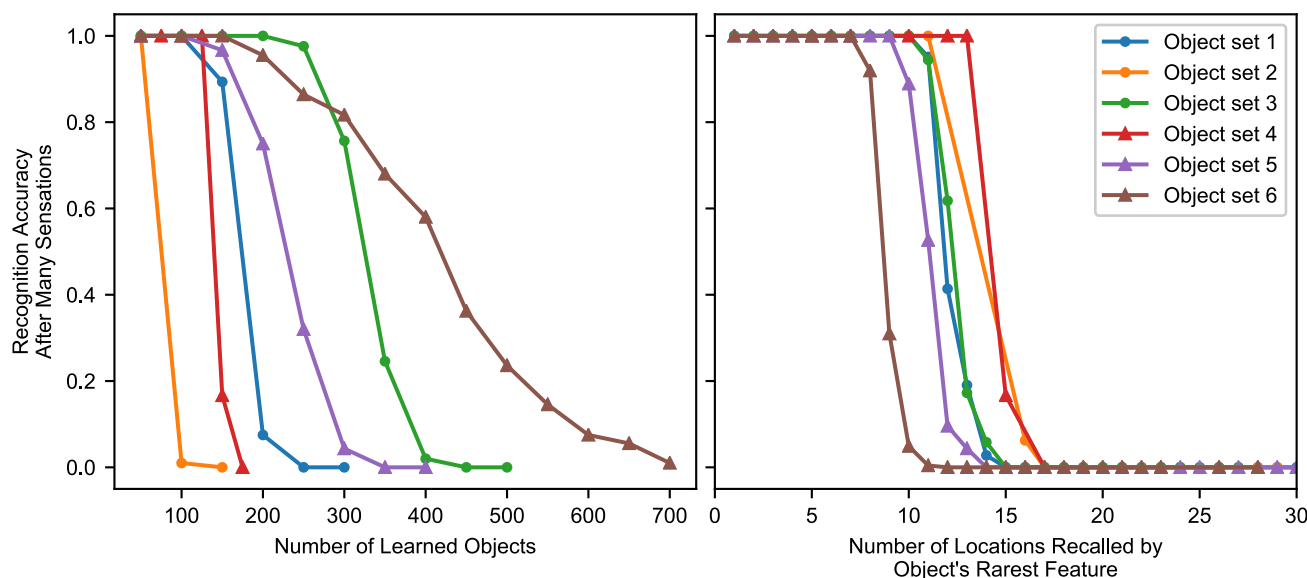 Recognition Accuracy
After Many Sensations
1.0
0.8
0.6
0.4
0.2
0.0
100 200 300 400 500 600 700
Number of Learned Objects
0 5 10 15 20 25 30
Number of Locations Recalled by
Object's Rarest Feature
Object set 1
Object set 2
Object set 3
Object set 4
Object set 5
Object set 6